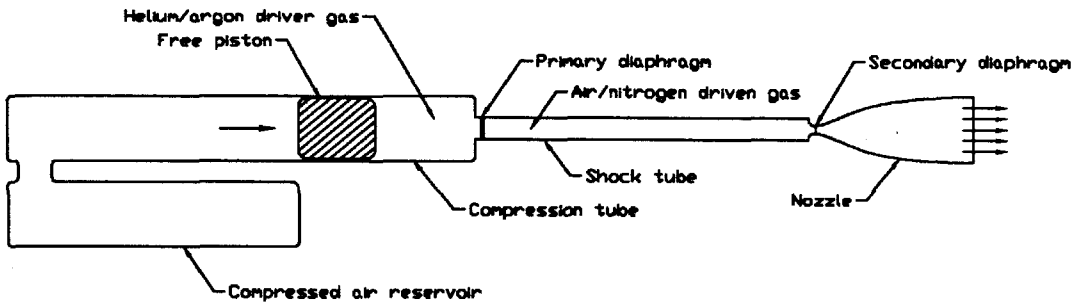 Helium/argon driver gas
Free piston
Primary diaphragm
Secondary diaphragm
Air/nitrogen driven gas
Shock tube
Nozzle
Compression tube
Compressed air reservoir